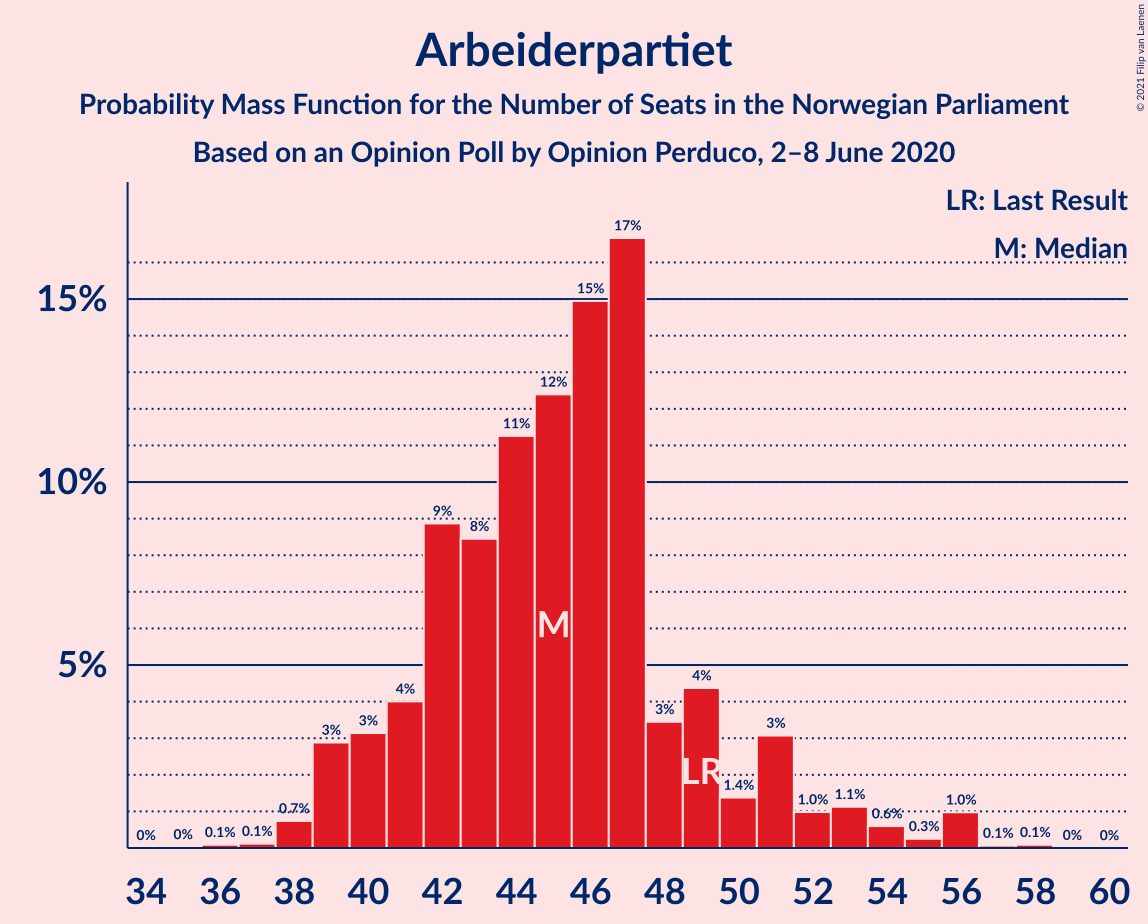 Arbeiderpartiet
Probability Mass Function for the Number of Seats in the Norwegian Parliament
Based on an Opinion Poll by Opinion Perduco, 2–8 June 2020
© 2021 Filip van Laenen
LR: Last Result
M: Median
15%
10%
5%
0% 0% 0.1% 0.1% 0.7% 3% 3% 4% 9% 8% 11% 12% 15% 17% 3% 4% 1.4% 3% 1.0% 1.1% 0.6% 0.3% 1.0% 0.1% 0.1% 0% 0%
M
LR
34 36 38 40 42 44 46 48 50 52 54 56 58 60